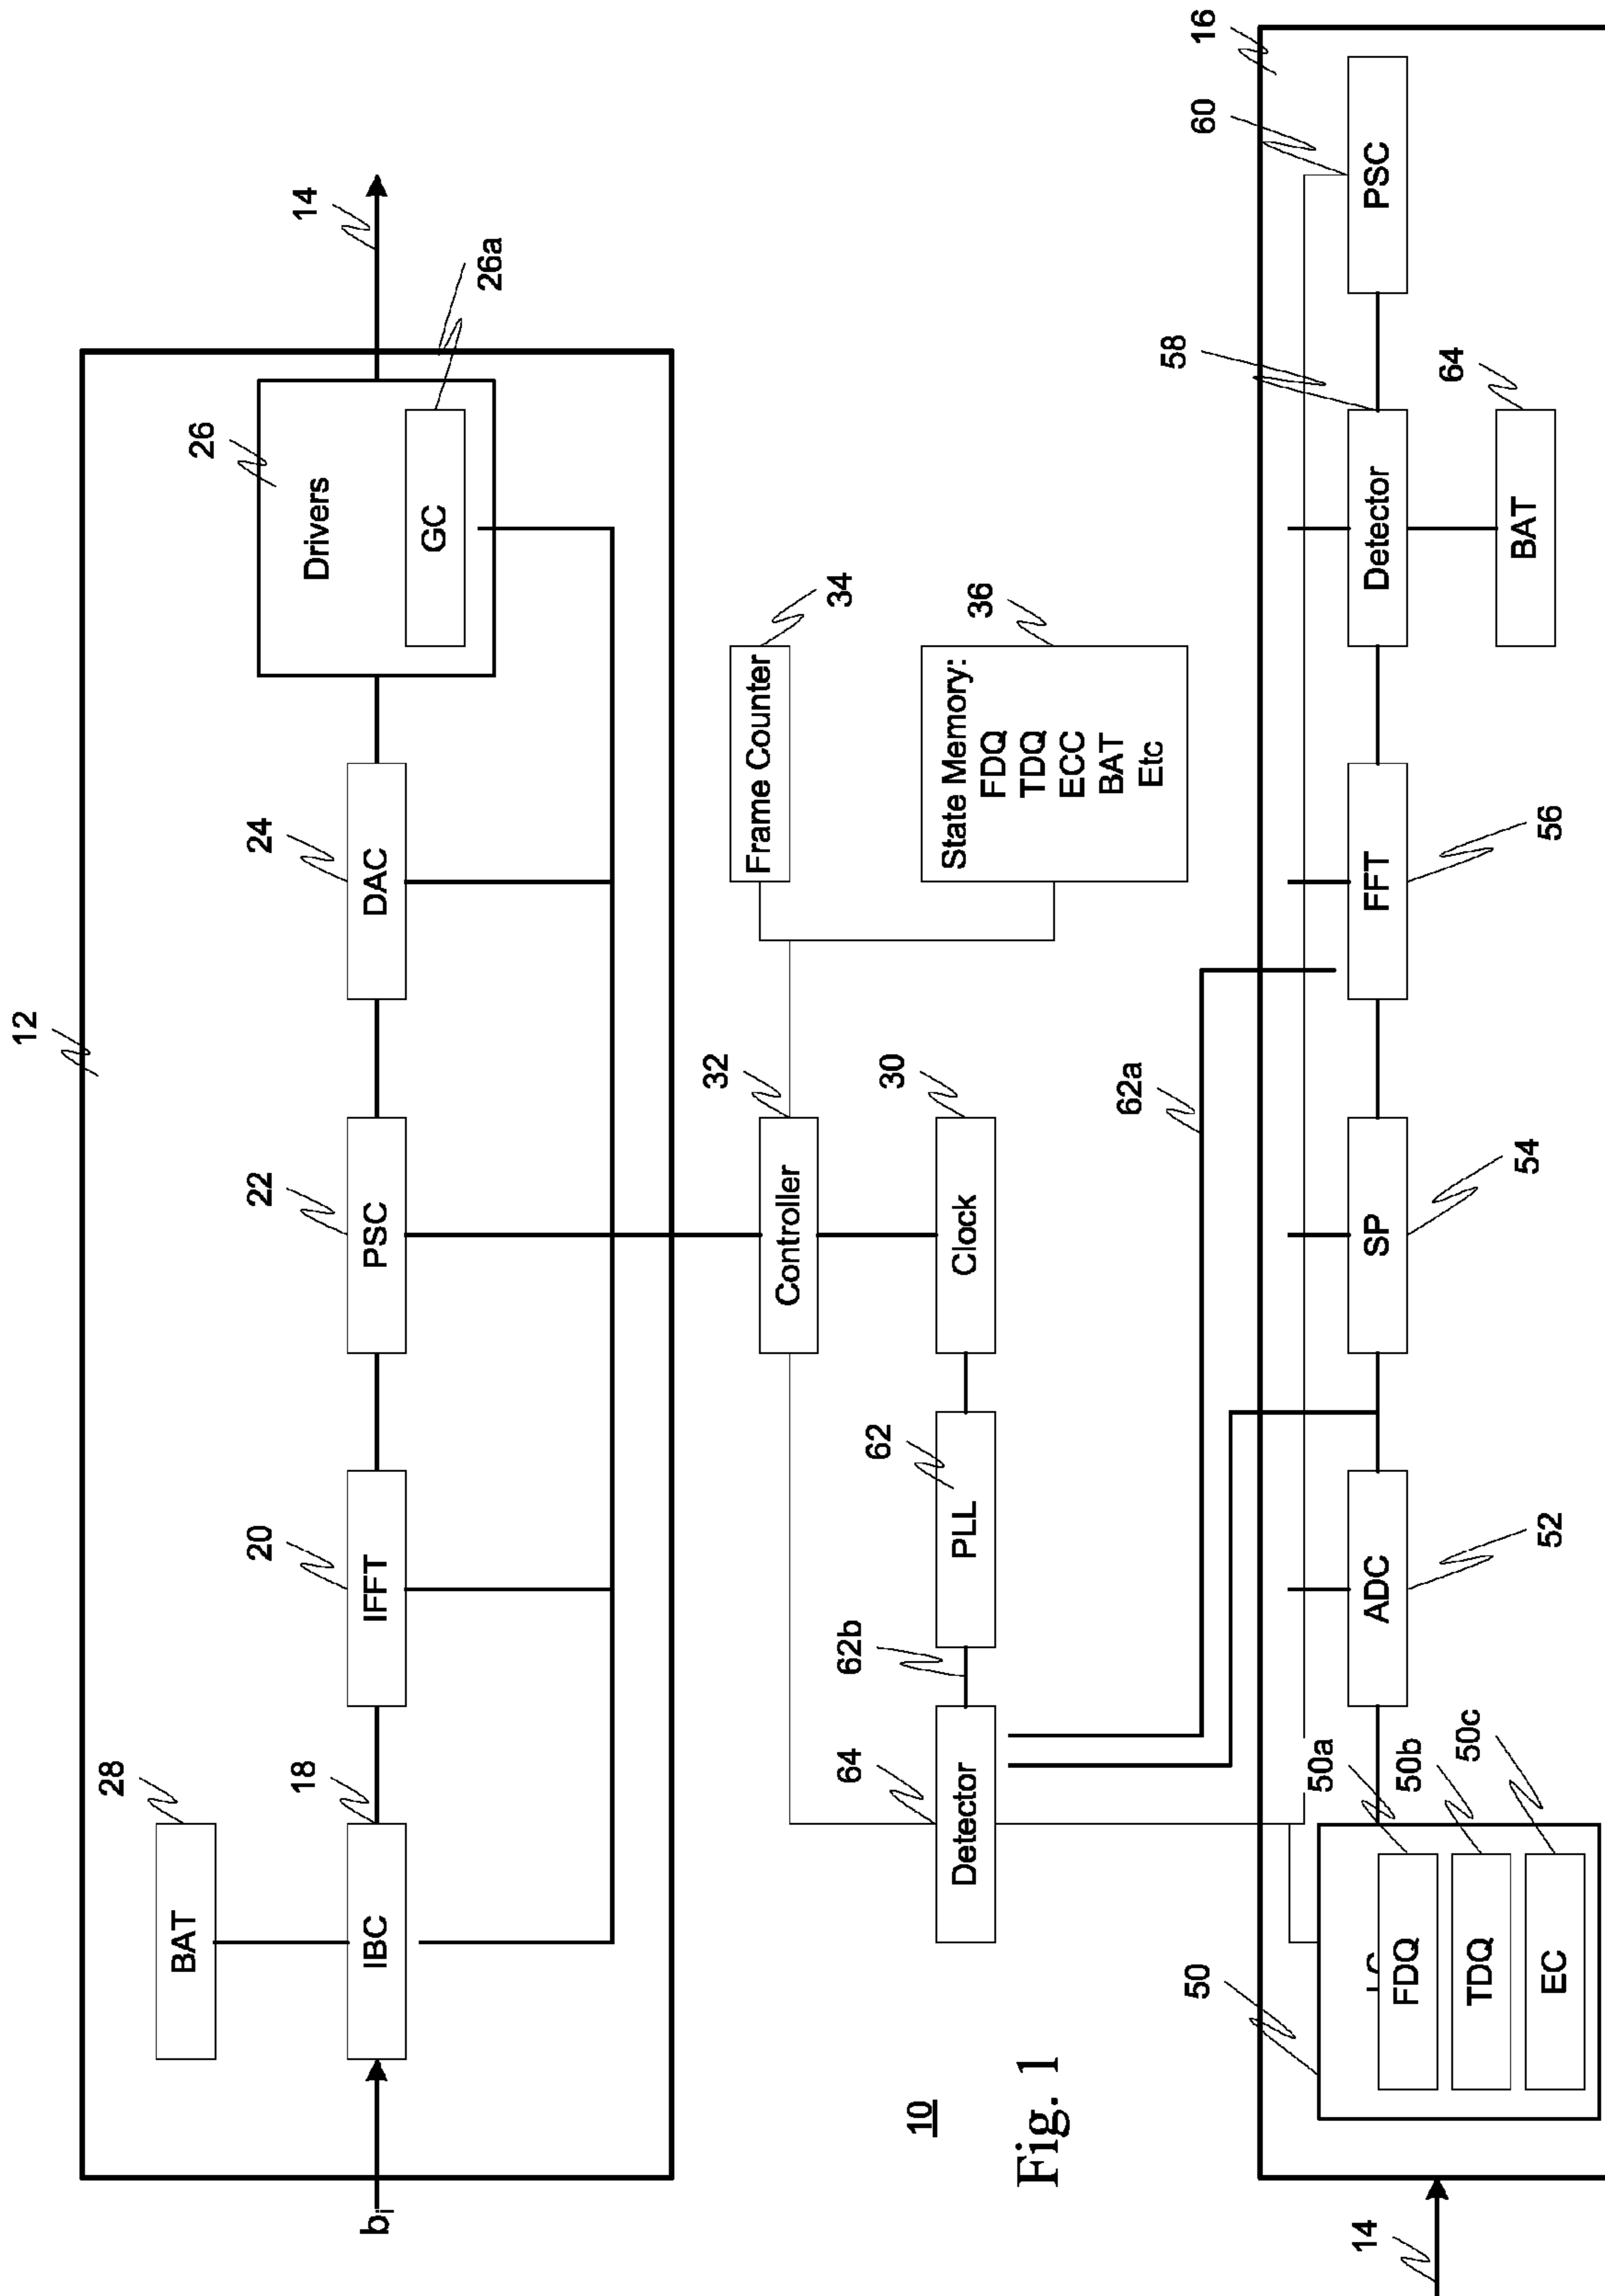 12
14
26
26a
Drivers
GC
24
DAC
22
PSC
20
IFFT
18
IBC
28
BAT
bi
34
Frame Counter
36
State Memory:
FDQ
TDQ
ECC
BAT
Etc
32
Controller
30
Clock
62
PLL
62b
64
Detector
62a
10
Fig. 1
16
60
PSC
58
Detector
64
BAT
56
FFT
54
SP
52
ADC
50
50a
50b
50c
FDQ
TDQ
EC
14